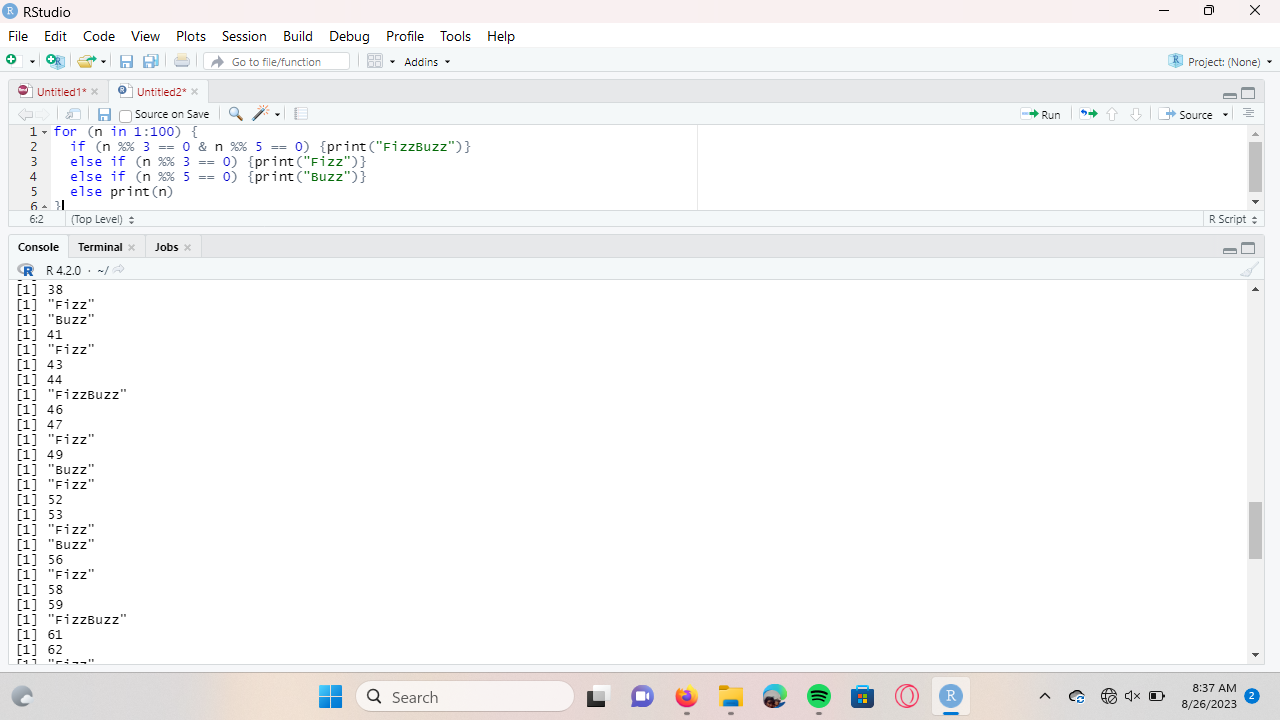 RStudio
File Edit Code View Plots Session Build Debug Profile Tools Help
Go to file/function Addins Project: (None)
Untitled1* Untitled2*
Source on Save Run Source
1 for (n in 1:100) {
2 if (n %% 3 == 0 & n %% 5 == 0) {print("FizzBuzz")}
3 else if (n %% 3 == 0) {print("Fizz")}
4 else if (n %% 5 == 0) {print("Buzz")}
5 else print(n)
6 }
6:2 (Top Level) R Script
Console Terminal Jobs
R 4.2.0 · ~/
[1] 38
[1] "Fizz"
[1] "Buzz"
[1] 41
[1] "Fizz"
[1] 43
[1] 44
[1] "FizzBuzz"
[1] 46
[1] 47
[1] "Fizz"
[1] 49
[1] "Buzz"
[1] "Fizz"
[1] 52
[1] 53
[1] "Fizz"
[1] "Buzz"
[1] 56
[1] "Fizz"
[1] 58
[1] 59
[1] "FizzBuzz"
[1] 61
[1] 62
[1] "Fizz"
Search
8:37 AM
8/26/2023 2